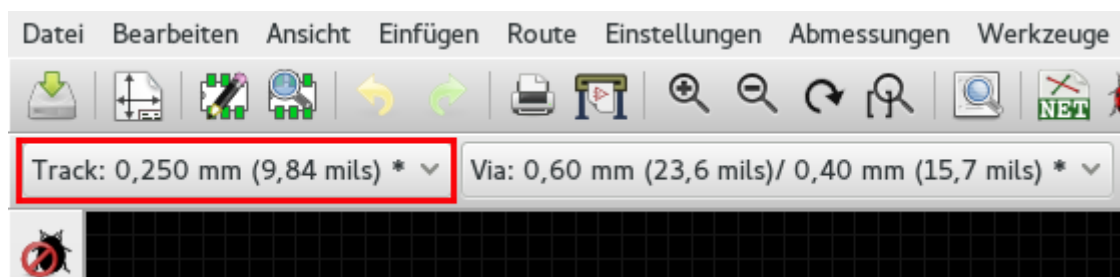 Datei Bearbeiten Ansicht Einfügen Route Einstellungen Abmessungen Werkzeuge
NET
Track: 0,250 mm (9,84 mils) * Via: 0,60 mm (23,6 mils)/ 0,40 mm (15,7 mils) *